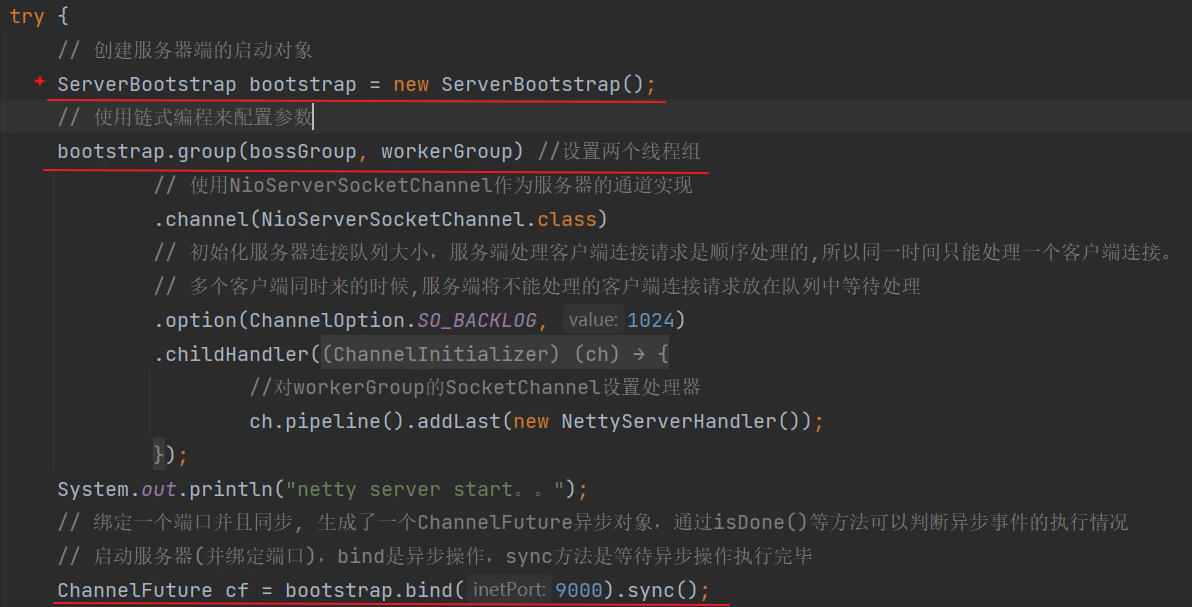 try {
// 创建服务器端的启动对象
ServerBootstrap bootstrap = new ServerBootstrap();
// 使用链式编程来配置参数
bootstrap.group(bossGroup, workerGroup) //设置两个线程组
// 使用NioServerSocketChannel作为服务器的通道实现
.channel(NioServerSocketChannel.class)
// 初始化服务器连接队列大小，服务端处理客户端连接请求是顺序处理的,所以同一时间只能处理一个客户端连接。
// 多个客户端同时来的时候,服务端将不能处理的客户端连接请求放在队列中等待处理
.option(ChannelOption.SO_BACKLOG, value: 1024)
.childHandler((ChannelInitializer) (ch) → {
//对workerGroup的SocketChannel设置处理器
ch.pipeline().addLast(new NettyServerHandler());
});
System.out.println("netty server start。。");
// 绑定一个端口并且同步, 生成了一个ChannelFuture异步对象，通过isDone()等方法可以判断异步事件的执行情况
// 启动服务器(并绑定端口)，bind是异步操作，sync方法是等待异步操作执行完毕
ChannelFuture cf = bootstrap.bind( inetPort: 9000).sync();